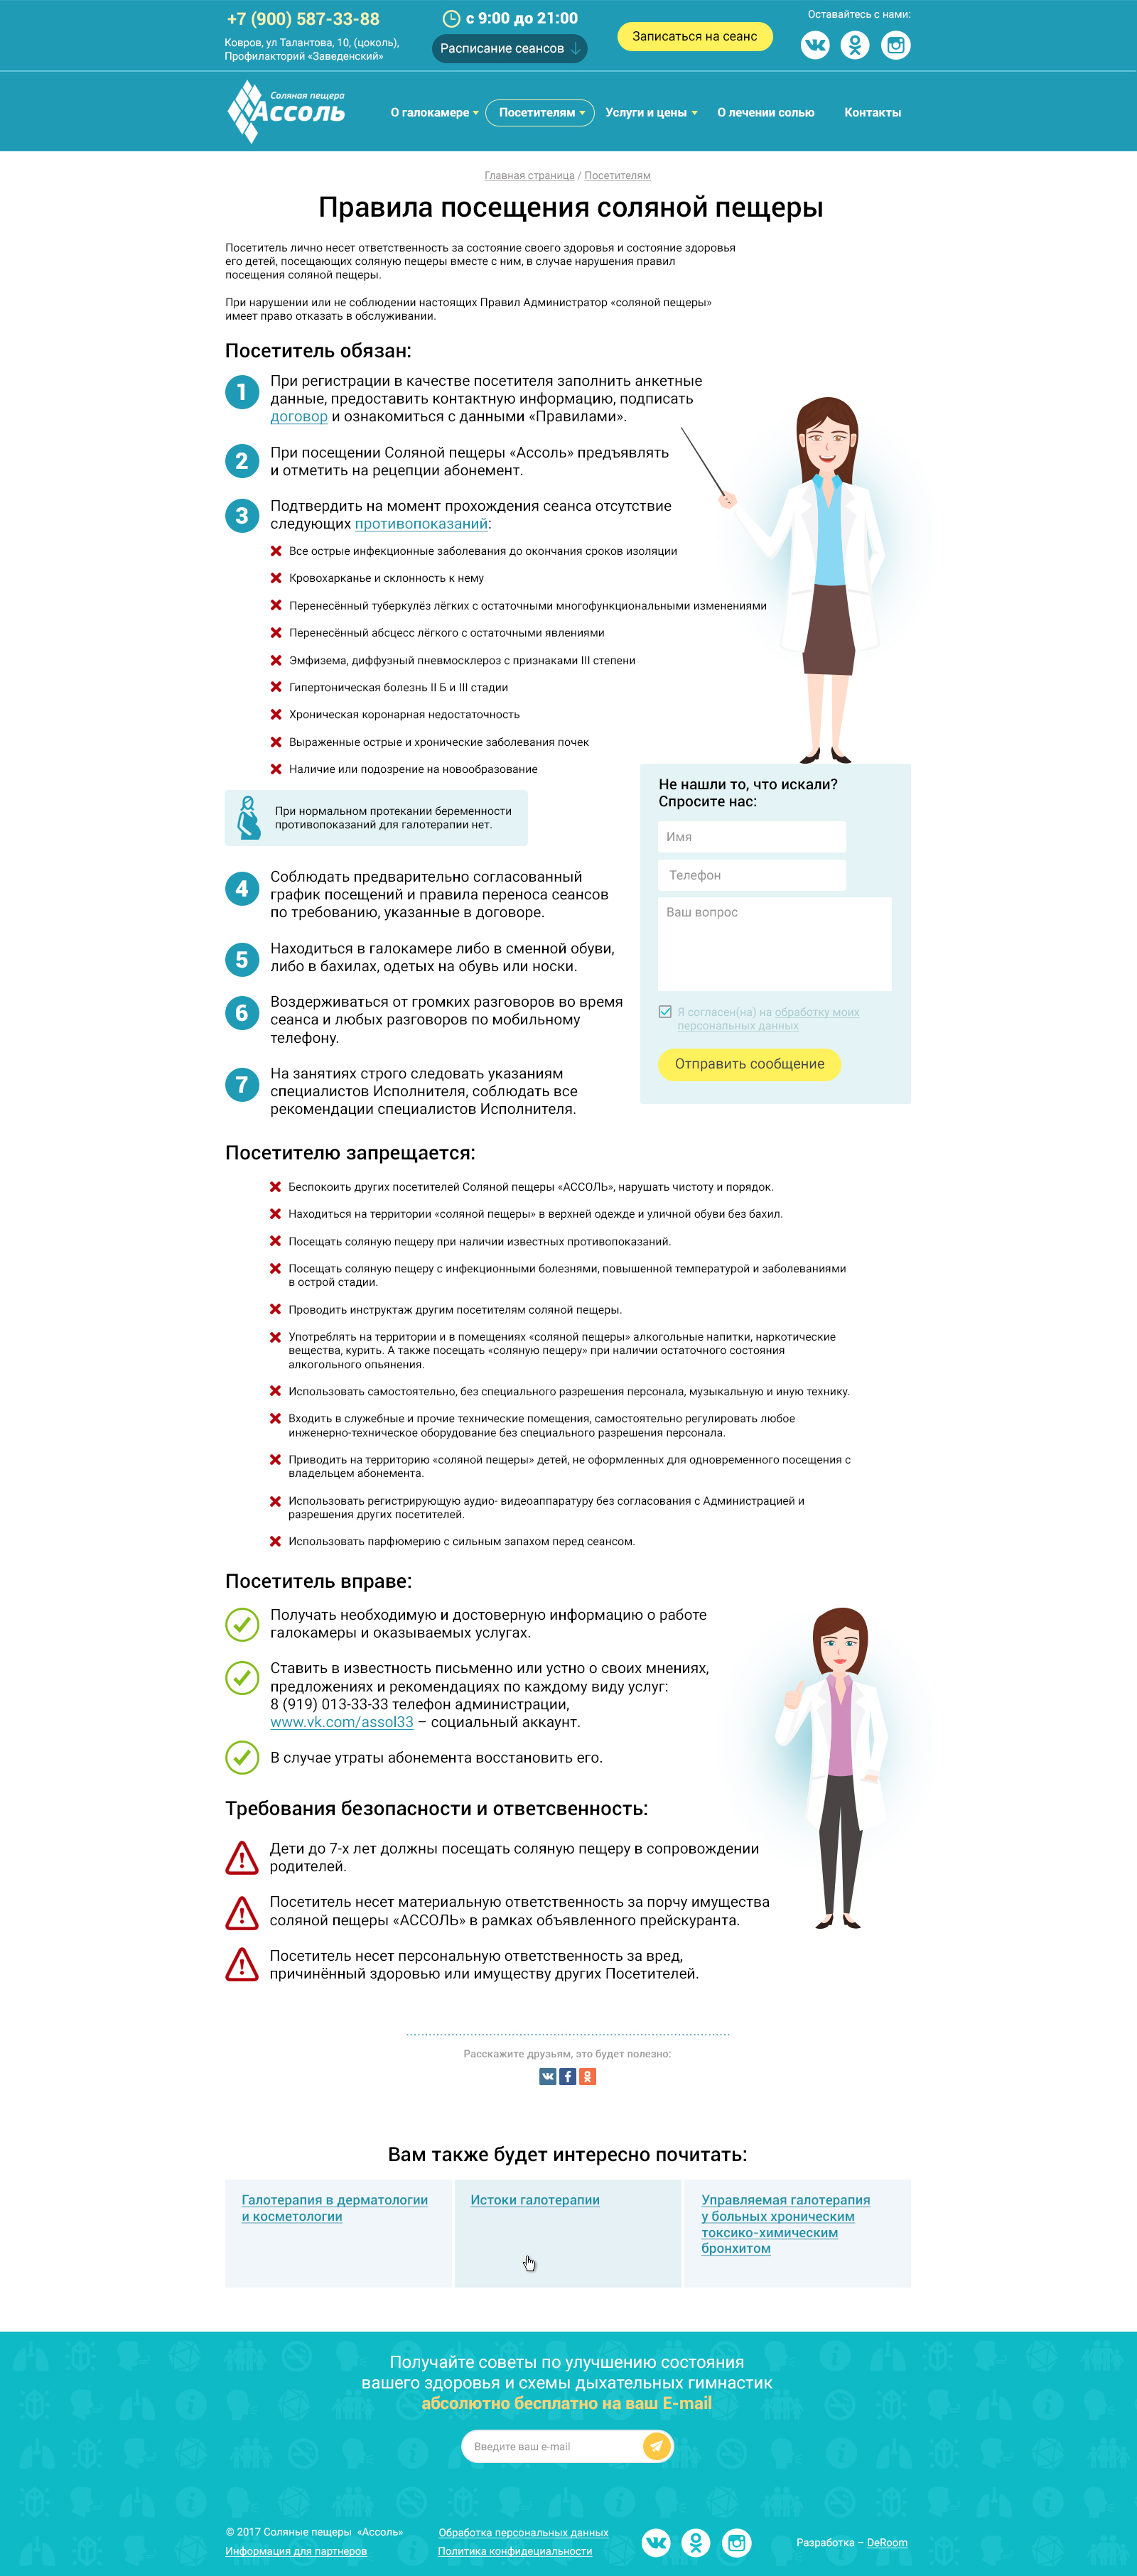 +7 (900) 587-33-88
Ковров, ул Талантова, 10, (цоколь),
Профилакторий «Заведенский»
с 9:00 до 21:00
Расписание сеансов
Записаться на сеанс
Оставайтесь с нами:
Соляная пещера
Ассоль
О галокамере
Посетителям
Услуги и цены
О лечении солью
Контакты
Главная страница / Посетителям
Правила посещения соляной пещеры
Посетитель лично несет ответственность за состояние своего здоровья и состояние здоровья
его детей, посещающих соляную пещеры вместе с ним, в случае нарушения правил
посещения соляной пещеры.
При нарушении или не соблюдении настоящих Правил Администратор «соляной пещеры»
имеет право отказать в обслуживании.
Посетитель обязан:
1
При регистрации в качестве посетителя заполнить анкетные
данные, предоставить контактную информацию, подписать
договор и ознакомиться с данными «Правилами».
2
При посещении Соляной пещеры «Ассоль» предъявлять
и отметить на рецепции абонемент.
3
Подтвердить на момент прохождения сеанса отсутствие
следующих противопоказаний:
Все острые инфекционные заболевания до окончания сроков изоляции
Кровохарканье и склонность к нему
Перенесённый туберкулёз лёгких с остаточными многофункциональными изменениями
Перенесённый абсцесс лёгкого с остаточными явлениями
Эмфизема, диффузный пневмосклероз с признаками III степени
Гипертоническая болезнь II Б и III стадии
Хроническая коронарная недостаточность
Выраженные острые и хронические заболевания почек
Наличие или подозрение на новообразование
При нормальном протекании беременности
противопоказаний для галотерапии нет.
4
Соблюдать предварительно согласованный
график посещений и правила переноса сеансов
по требованию, указанные в договоре.
5
Находиться в галокамере либо в сменной обуви,
либо в бахилах, одетых на обувь или носки.
6
Воздерживаться от громких разговоров во время
сеанса и любых разговоров по мобильному
телефону.
7
На занятиях строго следовать указаниям
специалистов Исполнителя, соблюдать все
рекомендации специалистов Исполнителя.
Не нашли то, что искали?
Спросите нас:
Имя
Телефон
Ваш вопрос
Я согласен(на) на обработку моих
персональных данных
Отправить сообщение
Посетителю запрещается:
Беспокоить других посетителей Соляной пещеры «АССОЛЬ», нарушать чистоту и порядок.
Находиться на территории «соляной пещеры» в верхней одежде и уличной обуви без бахил.
Посещать соляную пещеру при наличии известных противопоказаний.
Посещать соляную пещеру с инфекционными болезнями, повышенной температурой и заболеваниями
в острой стадии.
Проводить инструктаж другим посетителям соляной пещеры.
Употреблять на территории и в помещениях «соляной пещеры» алкогольные напитки, наркотические
вещества, курить. А также посещать «соляную пещеру» при наличии остаточного состояния
алкогольного опьянения.
Использовать самостоятельно, без специального разрешения персонала, музыкальную и иную технику.
Входить в служебные и прочие технические помещения, самостоятельно регулировать любое
инженерно-техническое оборудование без специального разрешения персонала.
Приводить на территорию «соляной пещеры» детей, не оформленных для одновременного посещения с
владельцем абонемента.
Использовать регистрирующую аудио- видеоаппаратуру без согласования с Администрацией и
разрешения других посетителей.
Использовать парфюмерию с сильным запахом перед сеансом.
Посетитель вправе:
Получать необходимую и достоверную информацию о работе
галокамеры и оказываемых услугах.
Ставить в известность письменно или устно о своих мнениях,
предложениях и рекомендациях по каждому виду услуг:
8 (919) 013-33-33 телефон администрации,
www.vk.com/assol33 – социальный аккаунт.
В случае утраты абонемента восстановить его.
Требования безопасности и ответсвенность:
Дети до 7-х лет должны посещать соляную пещеру в сопровождении
родителей.
Посетитель несет материальную ответственность за порчу имущества
соляной пещеры «АССОЛЬ» в рамках объявленного прейскуранта.
Посетитель несет персональную ответственность за вред,
причинённый здоровью или имуществу других Посетителей.
Расскажите друзьям, это будет полезно:
Вам также будет интересно почитать:
Галотерапия в дерматологии
и косметологии
Истоки галотерапии
Управляемая галотерапия
у больных хроническим
токсико-химическим
бронхитом
Получайте советы по улучшению состояния
вашего здоровья и схемы дыхательных гимнастик
абсолютно бесплатно на ваш E-mail
Введите ваш e-mail
© 2017 Соляные пещеры «Ассоль»
Информация для партнеров
Обработка персональных данных
Политика конфидециальности
Разработка – DeRoom